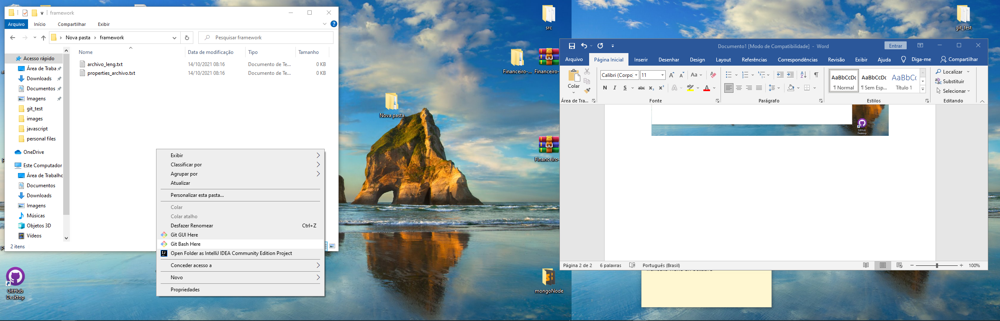 framework
Arquivo Início Compartilhar Exibir
Nova pasta framework
Pesquisar framework
Nome Data de modificação Tipo Tamanho
archivo_leng.txt 14/10/2021 08:16 Documento de Te... 0 KB
properties_archivo.txt 14/10/2021 08:16 Documento de Te... 0 KB
Acesso rápido
Área de Traba
Downloads
Documentos
Imagens
git_test
images
javascript
personal files
OneDrive
Este Computador
Área de Trabalho
Documentos
Downloads
Imagens
Músicas
Objetos 3D
Vídeos
2 itens
Exibir
Classificar por
Agrupar por
Atualizar
Personalizar esta pasta...
Colar
Colar atalho
Desfazer Renomear Ctrl+Z
Git GUI Here
Git Bash Here
Open Folder as IntelliJ IDEA Community Edition Project
Conceder acesso a
Novo
Propriedades
GitHub
Desktop
Nova pasta
src
Financeiro-...
Financeiro-
Financeiro-
mongoNode
git_test
Documento1 [Modo de Compatibilidade] - Word
Entrar
Arquivo Página Inicial Inserir Desenhar Design Layout Referências Correspondências Revisão Exibir Ajuda Diga-me Compartilhar
Colar
Área de Tra...
Calibri (Corpo) 11
Aa
N I S abc x₂ x²
Fonte
Parágrafo
AaBbCcDc AaBbCcDc AaBbCc
¶ Normal ¶ Sem Esp... Título 1
Estilos
Localizar
Substituir
Selecionar
Editando
GitHub
Desktop
Página 2 de 2 6 palavras Português (Brasil) 100%